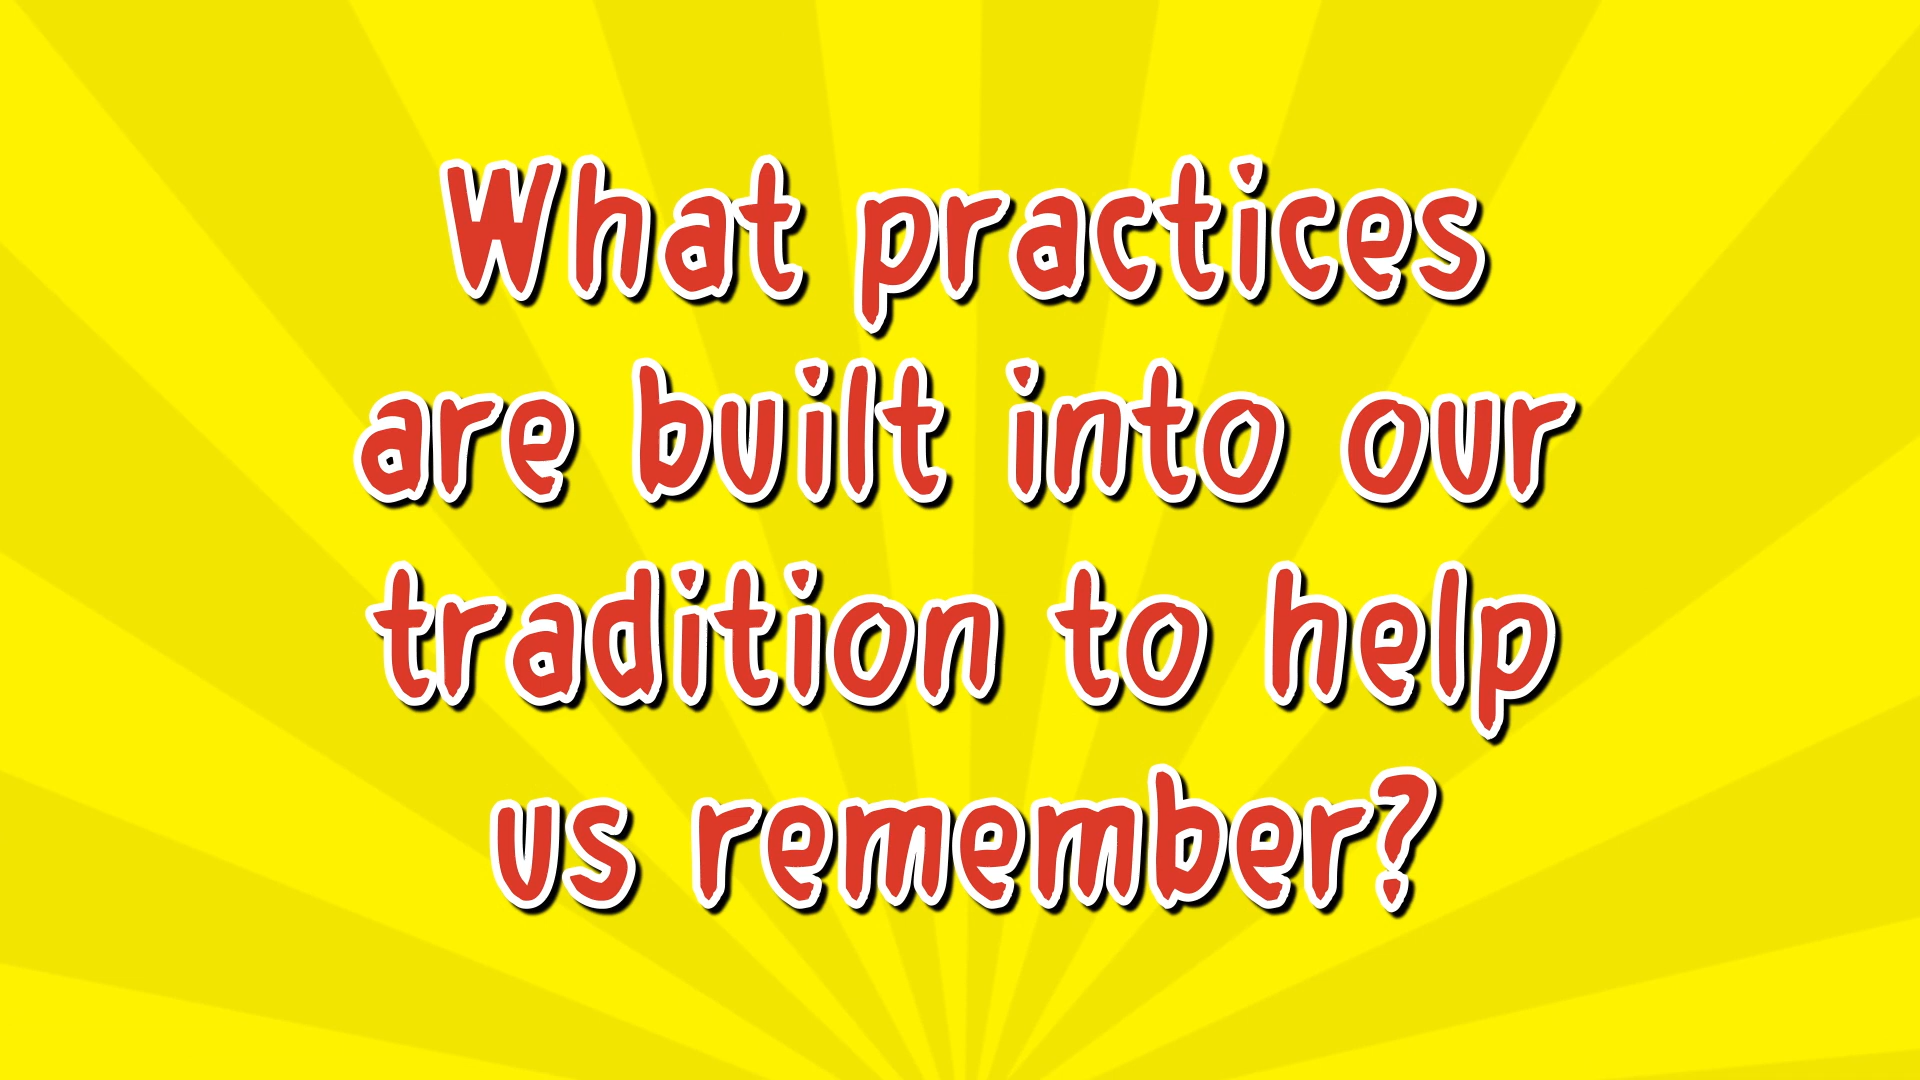 What practices
are built into our
tradition to help
us remember?